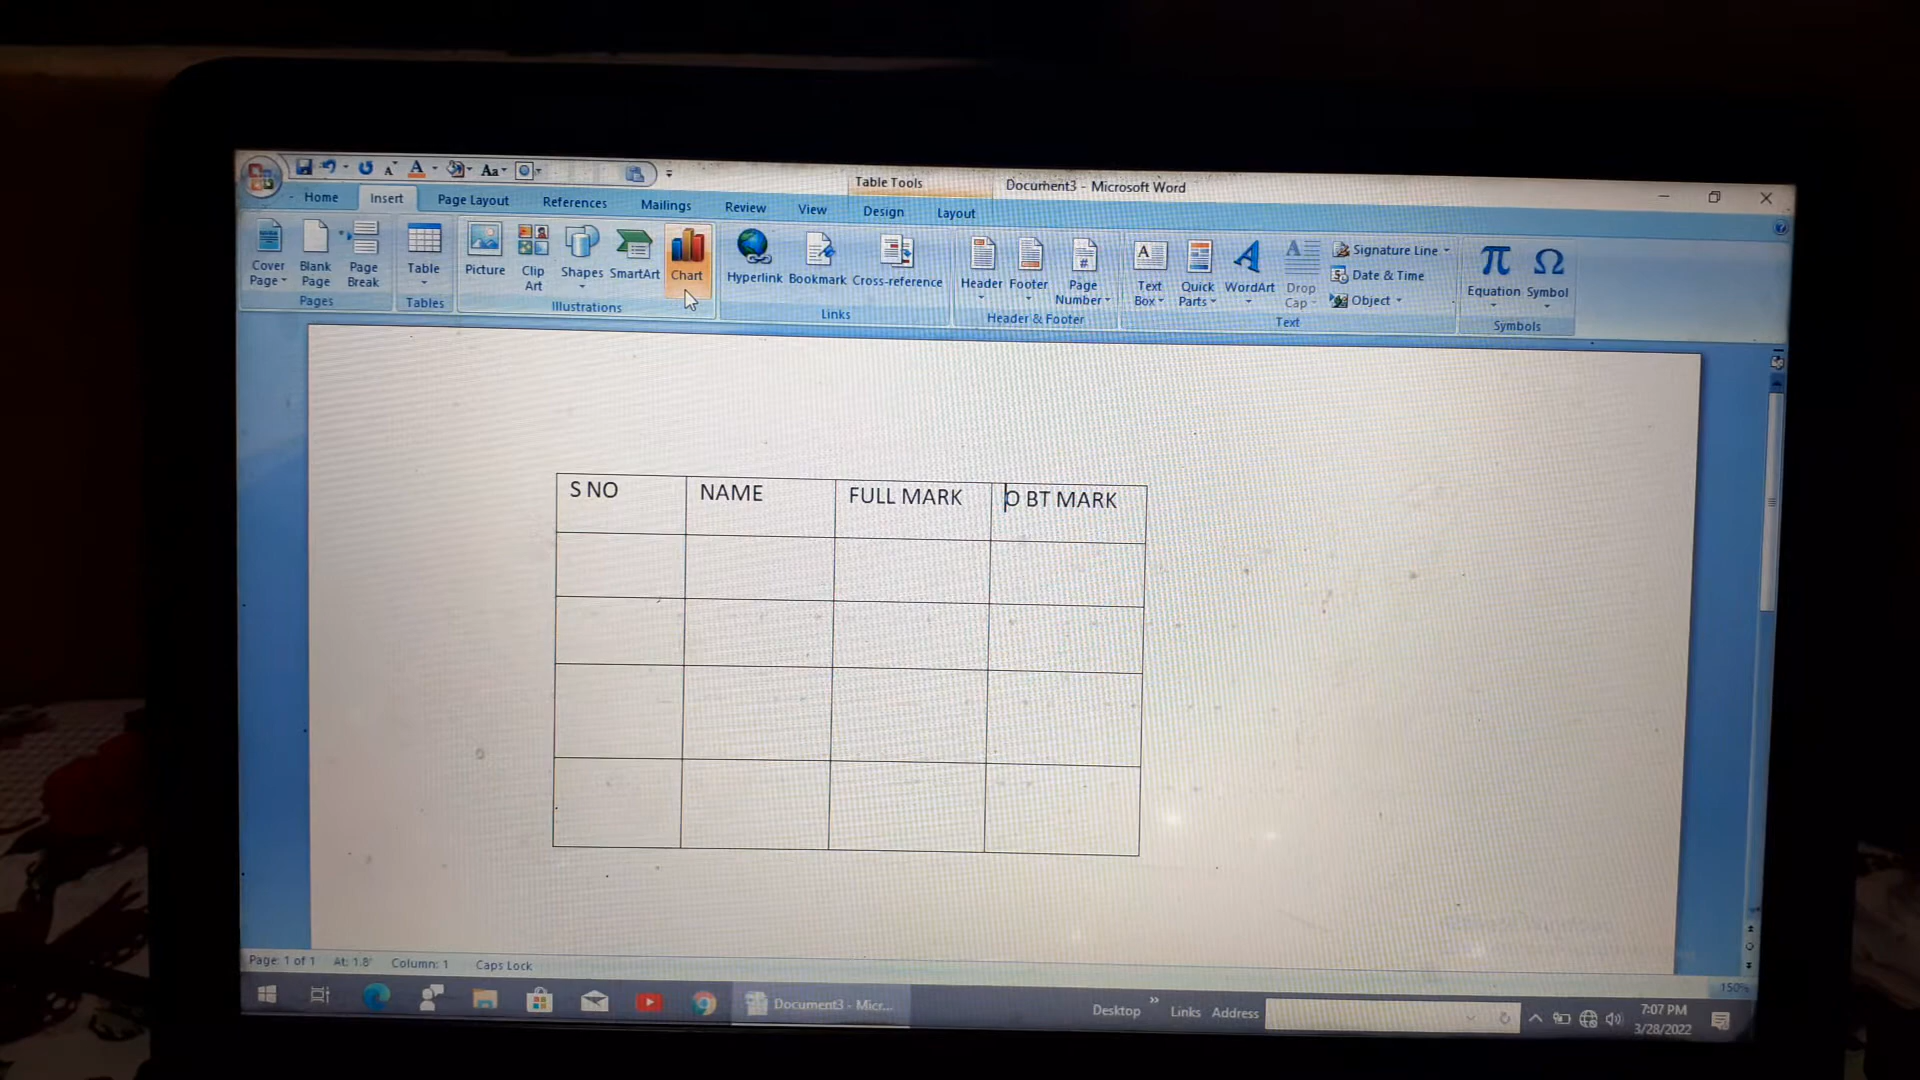 Table Tools
Document3 - Microsoft Word
Home Insert Page Layout References Mailings Review View Design Layout
Cover Page
Blank Page
Page Break
Pages
Table
Tables
Picture
Clip Art
Shapes
SmartArt
Chart
Illustrations
Hyperlink
Bookmark
Cross-reference
Links
Header
Footer
Page Number
Header & Footer
Text Box
Quick Parts
WordArt
Drop Cap
Signature Line
Date & Time
Object
Text
Equation
Symbol
Symbols
S NO NAME FULL MARK O BT MARK
Page: 1 of 1 At: 1.8" Column: 1 Caps Lock
150%
Document3 - Micr...
Desktop
Links
Address
7:07 PM
3/28/2022